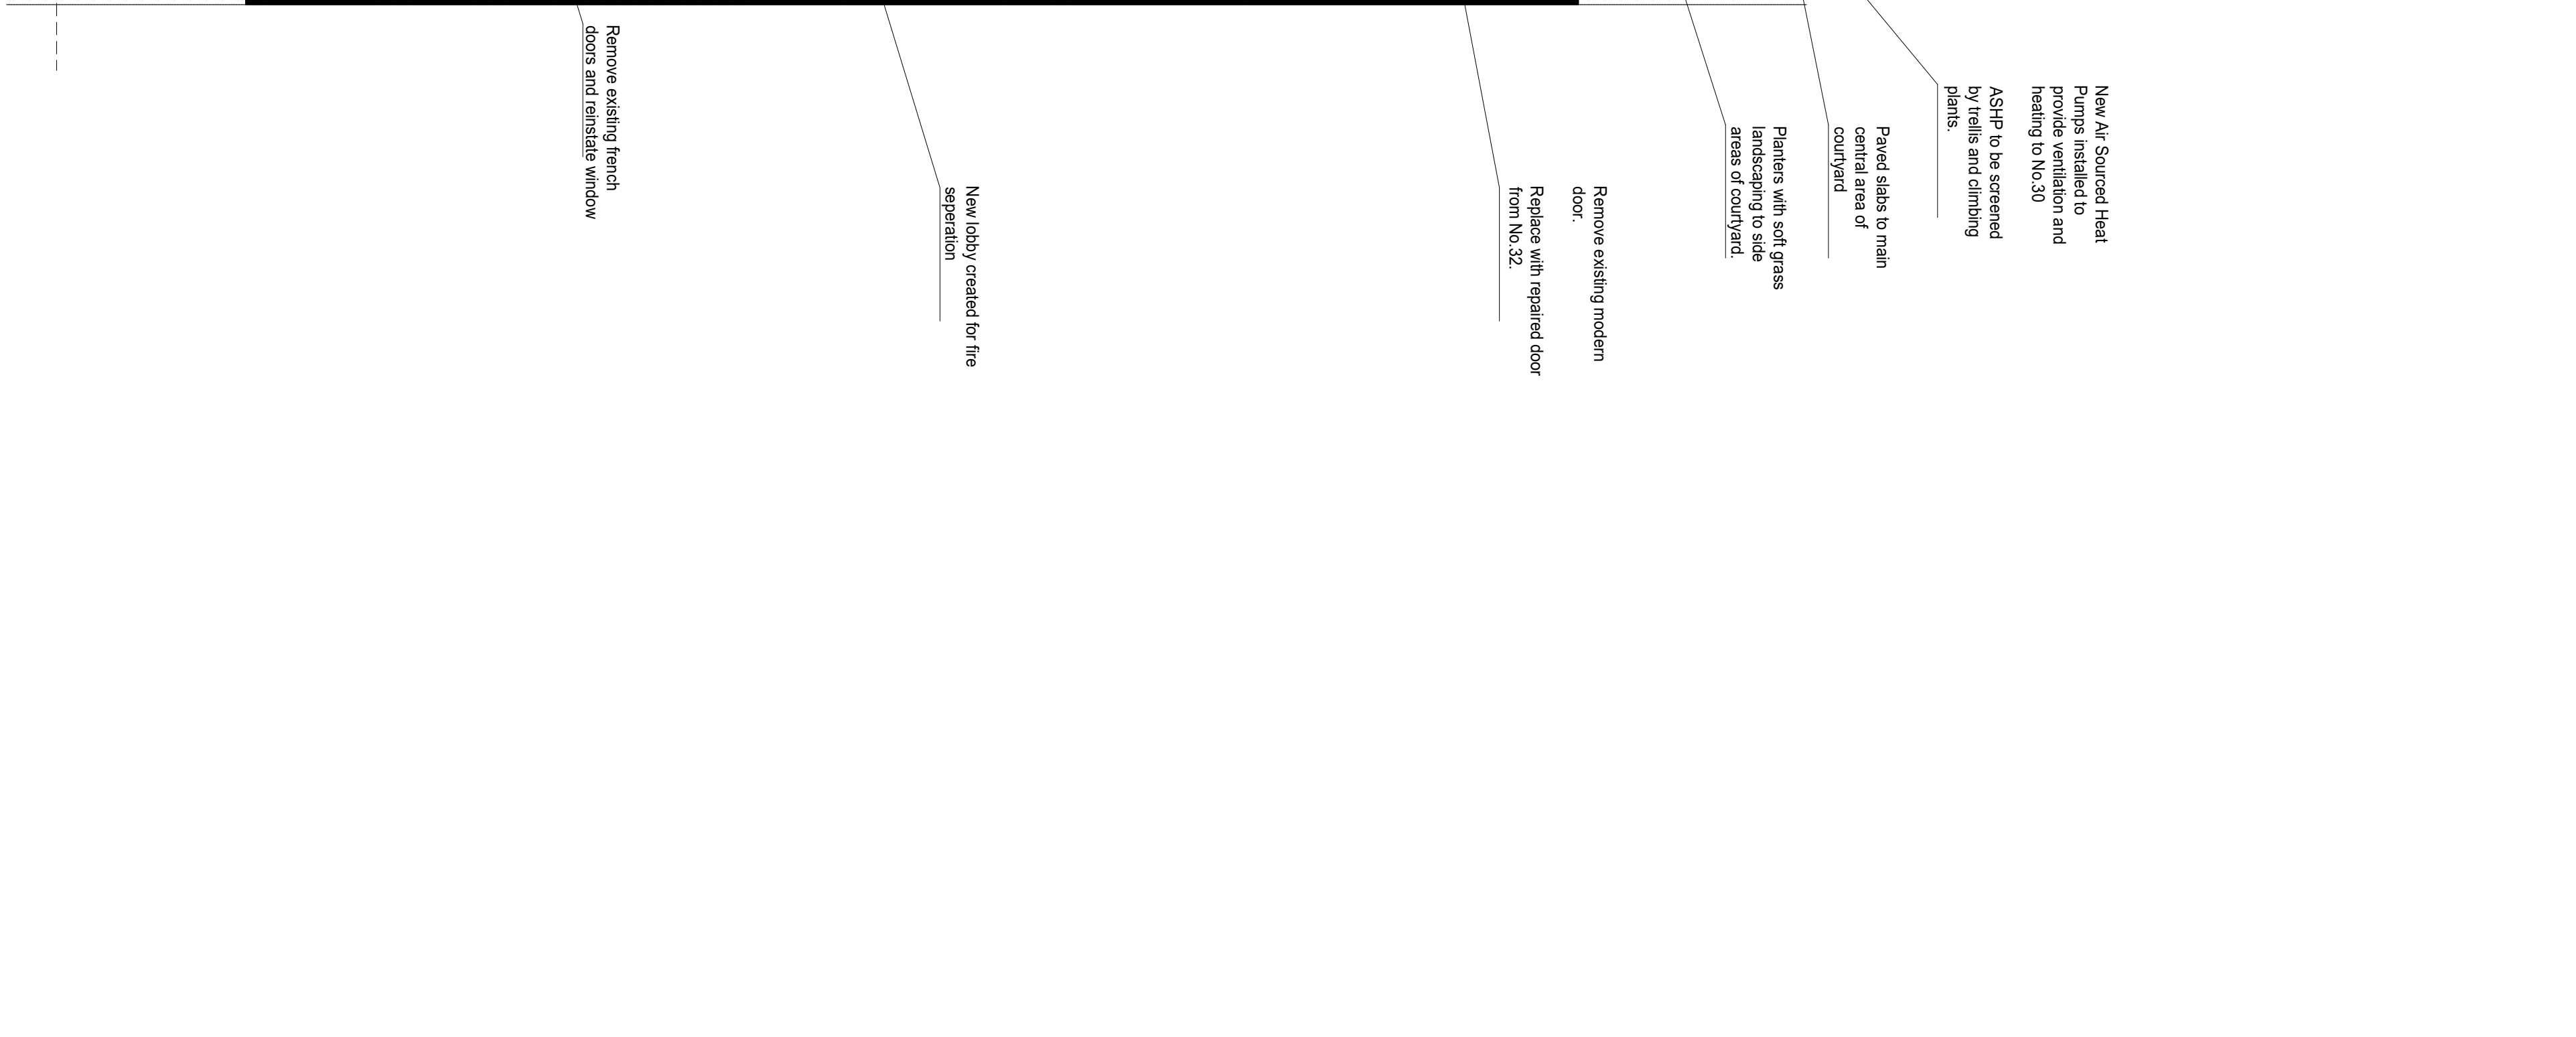 New Air Sourced Heat
Pumps installed to
provide ventilation and
heating to No.30
ASHP to be screened
by trellis and climbing
plants.
Paved slabs to main
central area of
courtyard
Planters with soft grass
landscaping to side
areas of courtyard.
Remove existing modern
door.
Replace with repaired door
from No.32.
New lobby created for fire
seperation
Remove existing french
doors and reinstate window